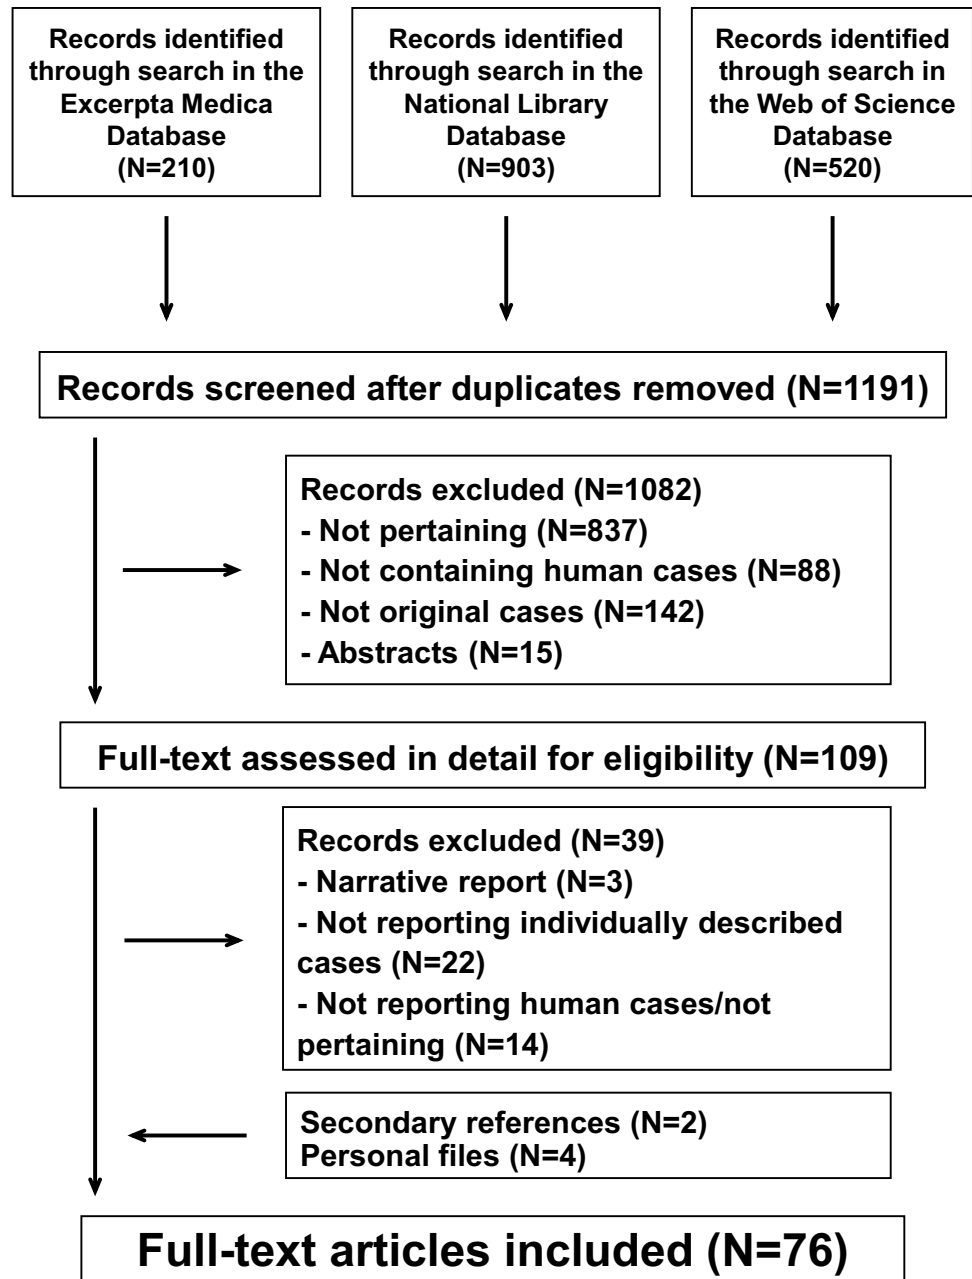 Records identified
through search in the
Excerpta Medica
Database
(N=210)
Records identified
through search in the
National Library
Database
(N=903)
Records identified
through search in
the Web of Science
Database
(N=520)
Records screened after duplicates removed (N=1191)
Records excluded (N=1082)
- Not pertaining (N=837)
- Not containing human cases (N=88)
- Not original cases (N=142)
- Abstracts (N=15)
Full-text assessed in detail for eligibility (N=109)
Records excluded (N=39)
- Narrative report (N=3)
- Not reporting individually described
cases (N=22)
- Not reporting human cases/not
pertaining (N=14)
Secondary references (N=2)
Personal files (N=4)
Full-text articles included (N=76)